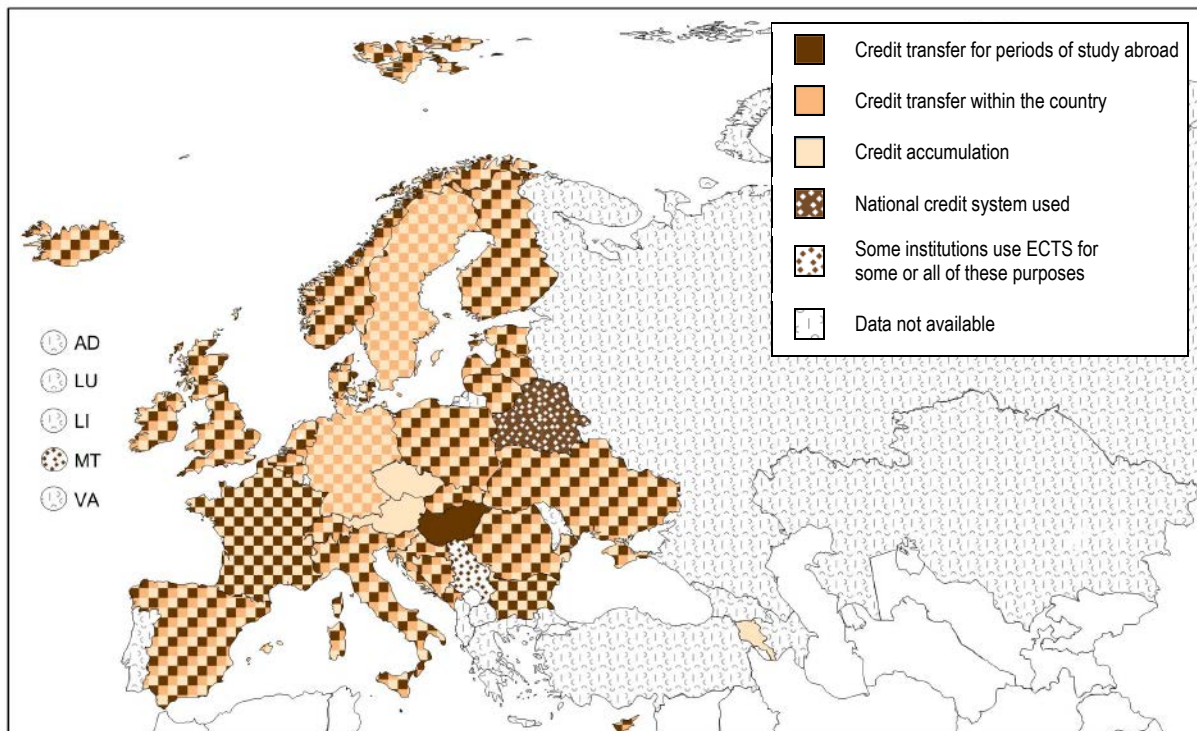 Credit transfer for periods of study abroad
Credit transfer within the country
Credit accumulation
National credit system used
Some institutions use ECTS for
some or all of these purposes
Data not available
AD
LU
LI
MT
VA